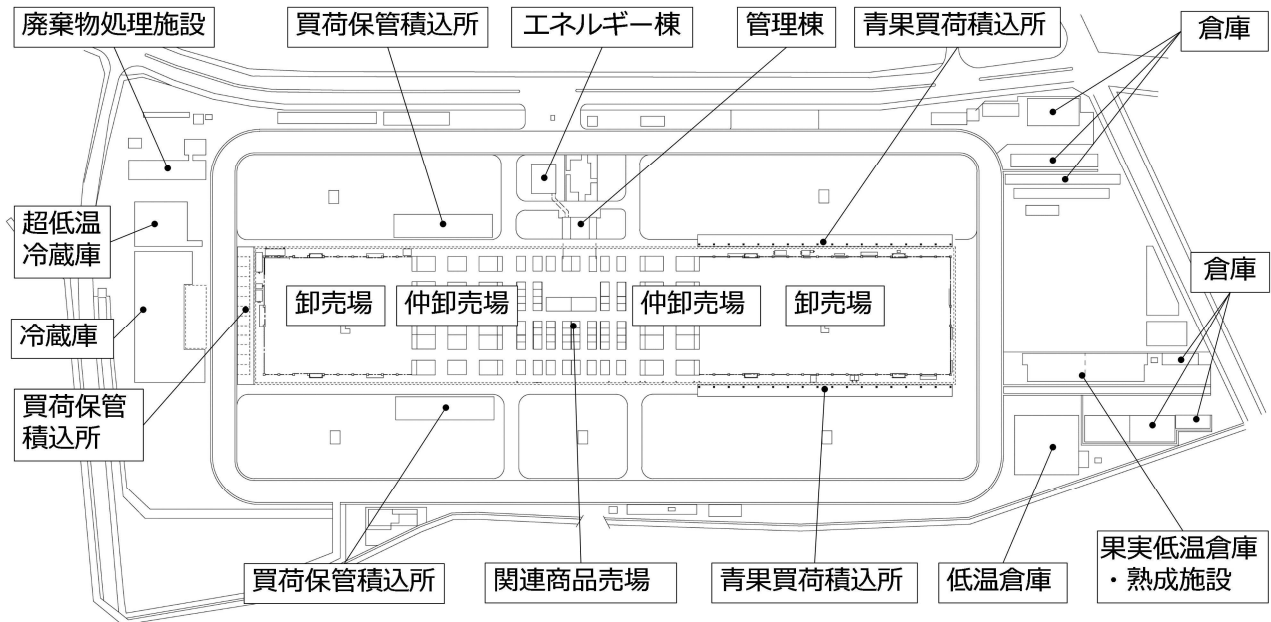 廃棄物処理施設
買荷保管積込所
エネルギー棟
管理棟
青果買荷積込所
倉庫
超低温
冷蔵庫
倉庫
卸売場
仲卸売場
仲卸売場
卸売場
冷蔵庫
買荷保管
積込所
買荷保管積込所
関連商品売場
青果買荷積込所
低温倉庫
果実低温倉庫
・熟成施設